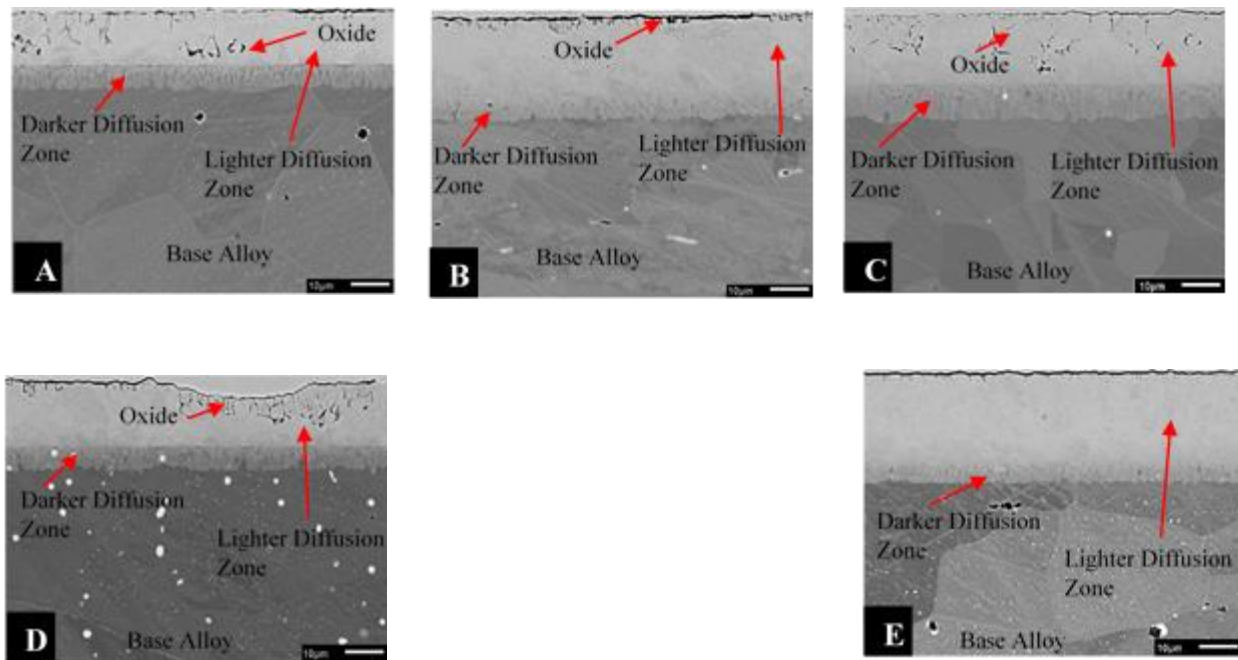 Oxide
Darker Diffusion
Zone
Lighter Diffusion
Zone
Base Alloy
A
10µm
Oxide
Darker Diffusion
Zone
Lighter Diffusion
Zone
Base Alloy
B
10µm
Oxide
Darker Diffusion
Zone
Lighter Diffusion
Zone
Base Alloy
C
10µm
Oxide
Darker Diffusion
Zone
Lighter Diffusion
Zone
Base Alloy
D
10µm
Darker Diffusion
Zone
Lighter Diffusion
Zone
Base Alloy
E
10µm